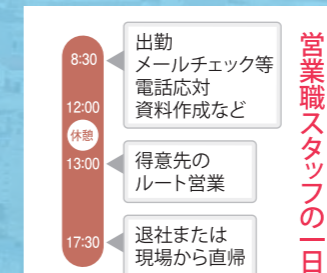 営業職スタッフの一日
8:30
出勤
メールチェック等
電話応対
資料作成など
12:00
休憩
13:00
得意先の
ルート営業
17:30
退社または
現場から直帰